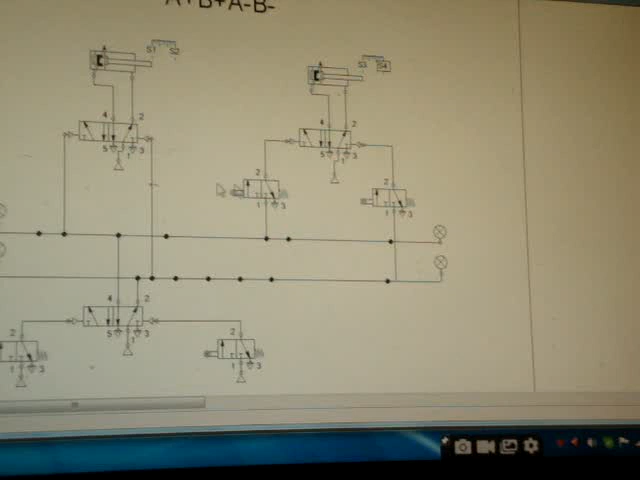 A+B+A-B-
S1 S2 S3 S4
4 2 4 2
5 1 3 5 1 3
2 2
1 3 1 3
4 2
5 1 3
2 2
1 3 1 3